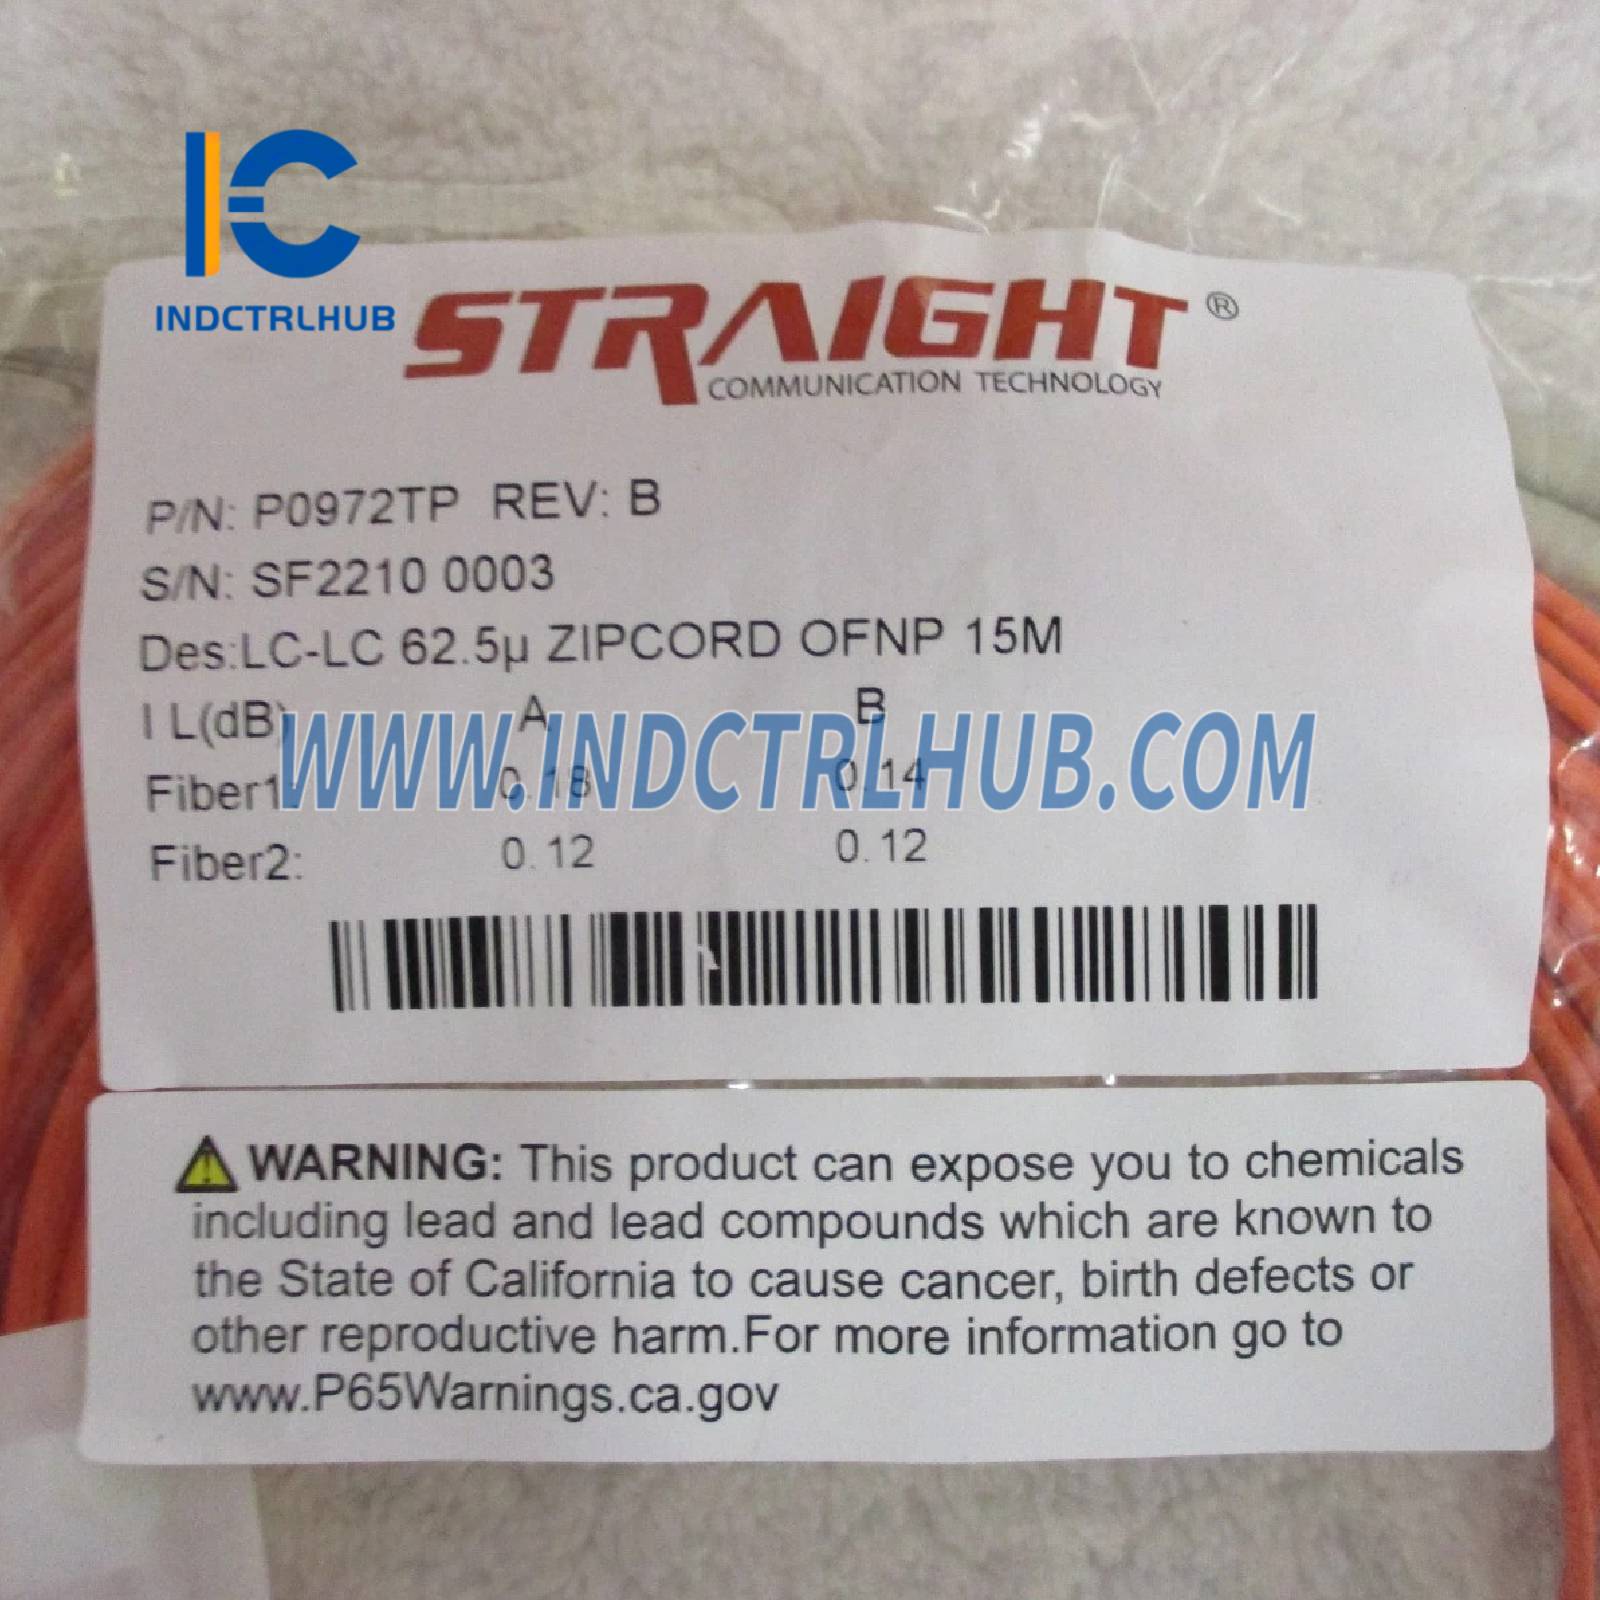 INDCTRLHUB
STRAIGHT®
COMMUNICATION TECHNOLOGY
P/N: P0972TP REV: B
S/N: SF2210 0003
Des:LC-LC 62.5µ ZIPCORD OFNP 15M
I L(dB) A B
WWW.INDCTRLHUB.COM
Fiber1: 0.18 0.14
Fiber2: 0.12 0.12
WARNING: This product can expose you to chemicals
including lead and lead compounds which are known to
the State of California to cause cancer, birth defects or
other reproductive harm.For more information go to
www.P65Warnings.ca.gov